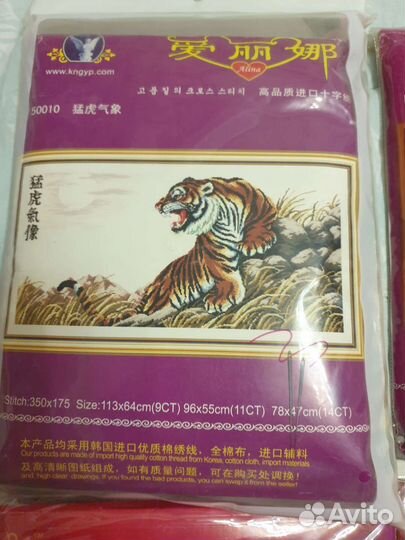 爱丽娜
Alina
www.kngyp.com
고품질의 크로스 스티치 高品质进口十字绣
50010 猛虎气象
猛虎氣像
Stitch:350x175 Size:113x64cm(9CT) 96x55cm(11CT) 78x47cm(14CT)
本产品均采用韩国进口优质棉绣线，全棉布，进口辅料
Our products are made of import high quality cotton thread from Korea, cotton cloth, import materials
及高清晰图纸组成，如有质量问题，可在购买处调换！
and, high-clear drawings. If you found the bad products, you can swap it from the seller!
Avito